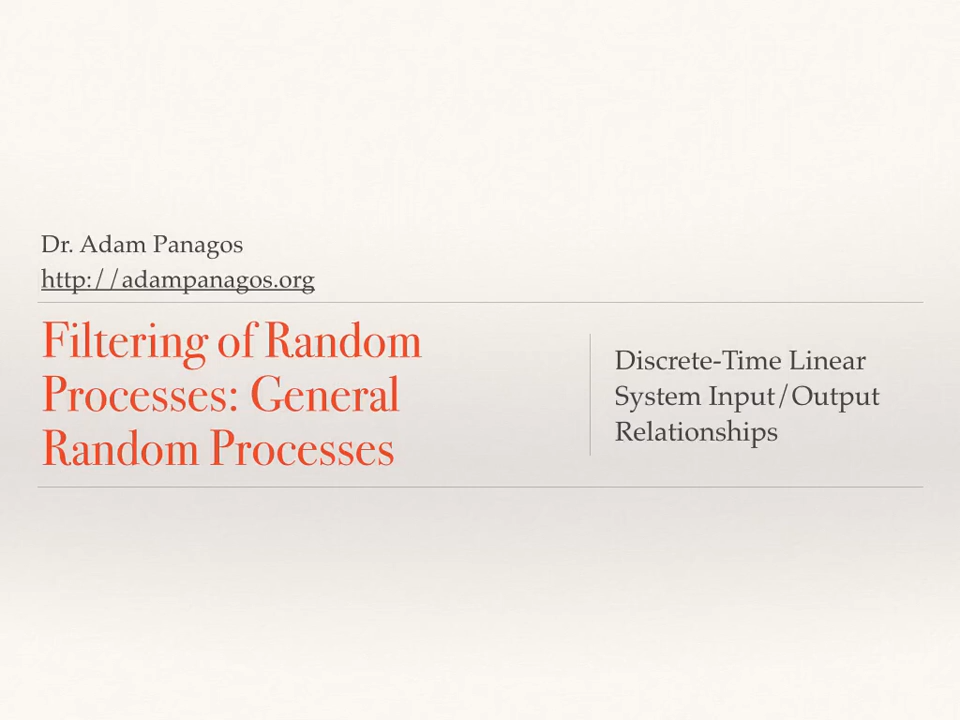 Dr. Adam Panagos
http://adampanagos.org
Filtering of Random
Processes: General
Random Processes
Discrete-Time Linear
System Input/Output
Relationships